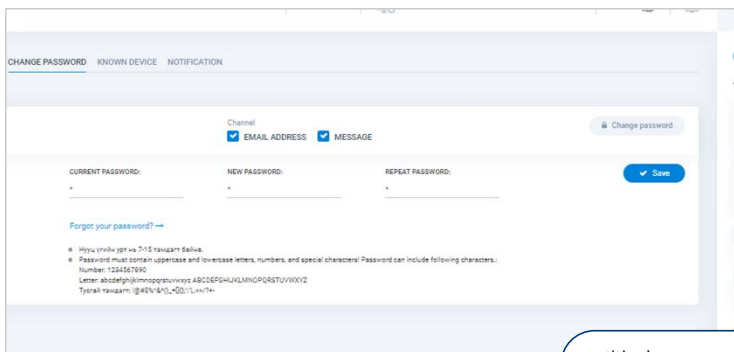 CHANGE PASSWORD KNOWN DEVICE NOTIFICATION
Channel
EMAIL ADDRESS MESSAGE
Change password
CURRENT PASSWORD: NEW PASSWORD: REPEAT PASSWORD:
* * *
Save
Forgot your password?→
Нууц үгийн урт нь 7-15 тэмдэгт байна.
Password must contain uppercase and lowercase letters, numbers, and special characters! Password can include following characters.:
Number: 1234567890
Letter: abcdefghijklmnopqrstuvwxyz ABCDEFGHIJKLMNOPQRSTUVWXYZ
Тусгай тэмдэгт: